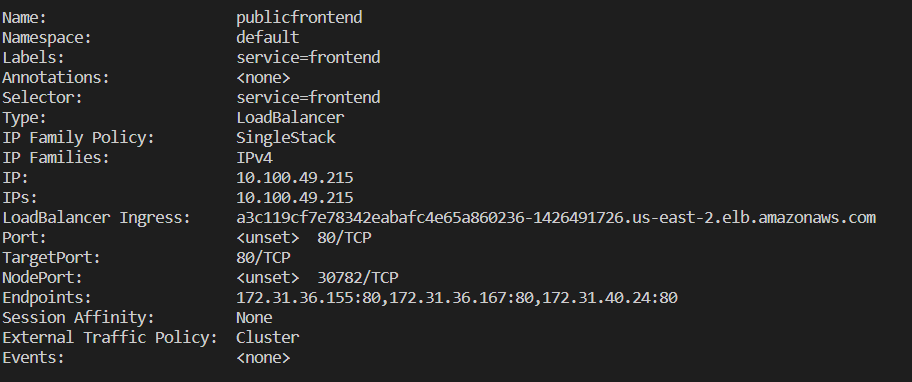 Name: publicfrontend
Namespace: default
Labels: service=frontend
Annotations: <none>
Selector: service=frontend
Type: LoadBalancer
IP Family Policy: SingleStack
IP Families: IPv4
IP: 10.100.49.215
IPs: 10.100.49.215
LoadBalancer Ingress: a3c119cf7e78342eabafc4e65a860236-1426491726.us-east-2.elb.amazonaws.com
Port: <unset> 80/TCP
TargetPort: 80/TCP
NodePort: <unset> 30782/TCP
Endpoints: 172.31.36.155:80,172.31.36.167:80,172.31.40.24:80
Session Affinity: None
External Traffic Policy: Cluster
Events: <none>